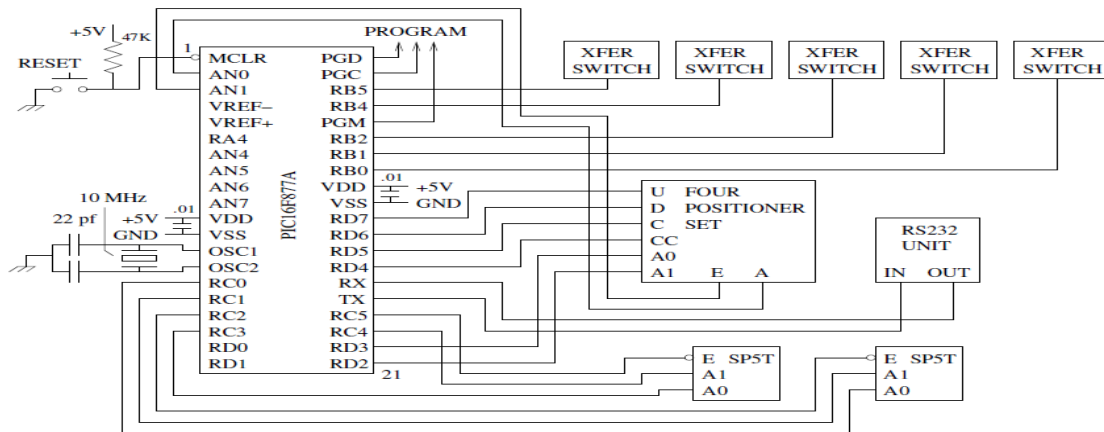 +5V
47K
RESET
1
PROGRAM
MCLR
AN0
AN1
VREF−
VREF+
RA4
AN4
AN5
AN6
AN7
VDD
VSS
OSC1
OSC2
RC0
RC1
RC2
RC3
RD0
RD1
PIC16F877A
PGD
PGC
RB5
RB4
PGM
RB2
RB1
RB0
VDD
VSS
RD7
RD6
RD5
RD4
RX
TX
RC5
RC4
RD3
RD2
21
.01
+5V
GND
10 MHz
22 pf
+5V
.01
GND
XFER
SWITCH
XFER
SWITCH
XFER
SWITCH
XFER
SWITCH
XFER
SWITCH
U FOUR
D POSITIONER
C SET
CC
A0
A1 E A
RS232
UNIT
IN OUT
E SP5T
A1
A0
E SP5T
A1
A0